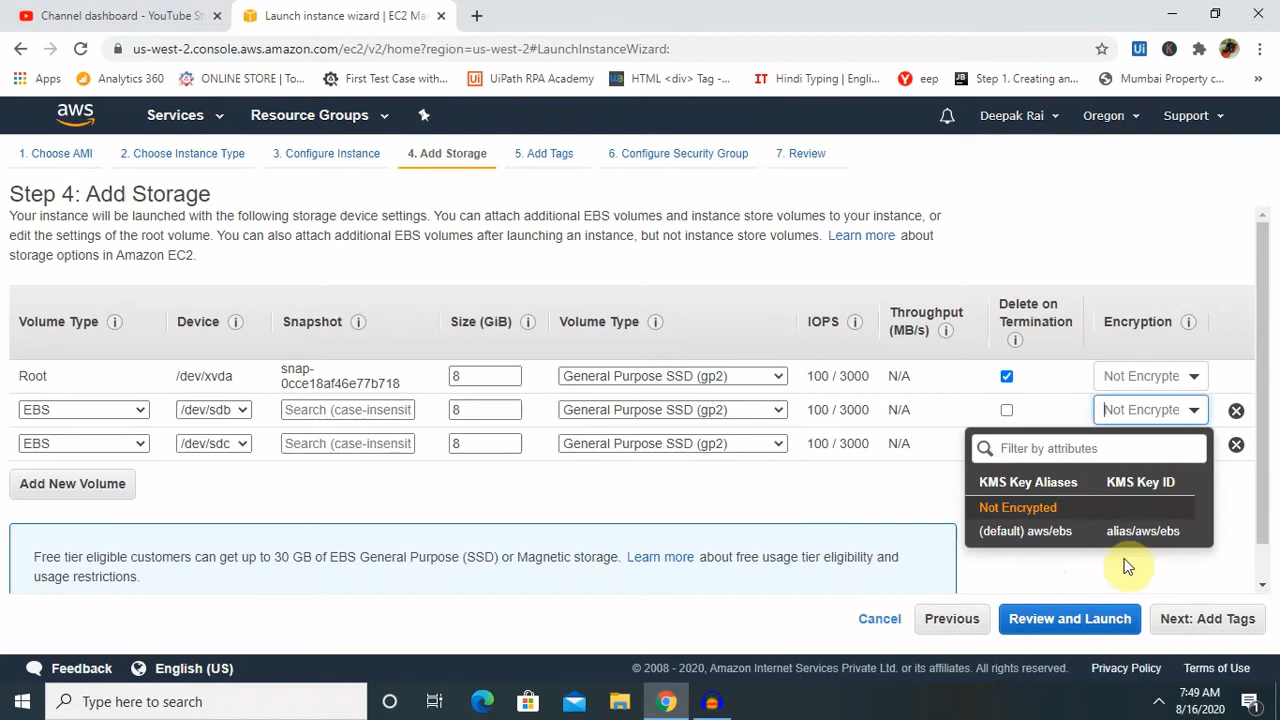 Channel dashboard - YouTube St
Launch instance wizard | EC2 Ma
us-west-2.console.aws.amazon.com/ec2/v2/home?region=us-west-2#LaunchInstanceWizard:
Apps
Analytics 360
ONLINE STORE | To...
First Test Case with...
UiPath RPA Academy
HTML <div> Tag -...
Hindi Typing | Engli...
eep
Step 1. Creating an...
Mumbai Property c...
aws
Services
Resource Groups
Deepak Rai
Oregon
Support
1. Choose AMI
2. Choose Instance Type
3. Configure Instance
4. Add Storage
5. Add Tags
6. Configure Security Group
7. Review
Step 4: Add Storage
Your instance will be launched with the following storage device settings. You can attach additional EBS volumes and instance store volumes to your instance, or
edit the settings of the root volume. You can also attach additional EBS volumes after launching an instance, but not instance store volumes. Learn more about
storage options in Amazon EC2.
Volume Type
Device
Snapshot
Size (GiB)
Volume Type
IOPS
Throughput
(MB/s)
Delete on
Termination
Encryption
Root
/dev/xvda
snap-
0cce18af46e77b718
8
General Purpose SSD (gp2)
100 / 3000
N/A
Not Encrypte
EBS
/dev/sdb
Search (case-insensit
8
General Purpose SSD (gp2)
100 / 3000
N/A
Not Encrypte
EBS
/dev/sdc
Search (case-insensit
8
General Purpose SSD (gp2)
100 / 3000
N/A
Filter by attributes
KMS Key Aliases
KMS Key ID
Not Encrypted
(default) aws/ebs
alias/aws/ebs
Add New Volume
Free tier eligible customers can get up to 30 GB of EBS General Purpose (SSD) or Magnetic storage. Learn more about free usage tier eligibility and
usage restrictions.
Cancel
Previous
Review and Launch
Next: Add Tags
Feedback
English (US)
© 2008 - 2020, Amazon Internet Services Private Ltd. or its affiliates. All rights reserved.
Privacy Policy
Terms of Use
Type here to search
7:49 AM
8/16/2020